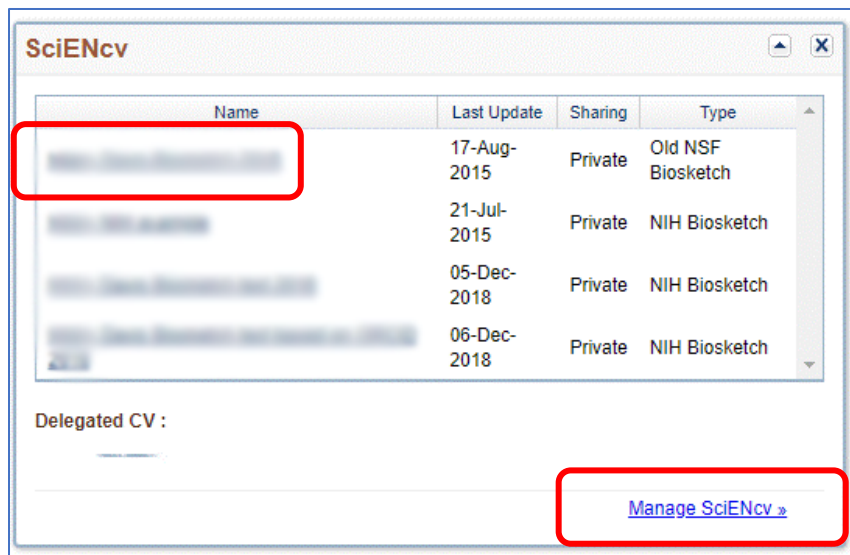 SciENcv
Name Last Update Sharing Type
17-Aug-
2015 Private Old NSF
Biosketch
21-Jul-
2015 Private NIH Biosketch
05-Dec-
2018 Private NIH Biosketch
06-Dec-
2018 Private NIH Biosketch
Delegated CV :
Manage SciENcv »